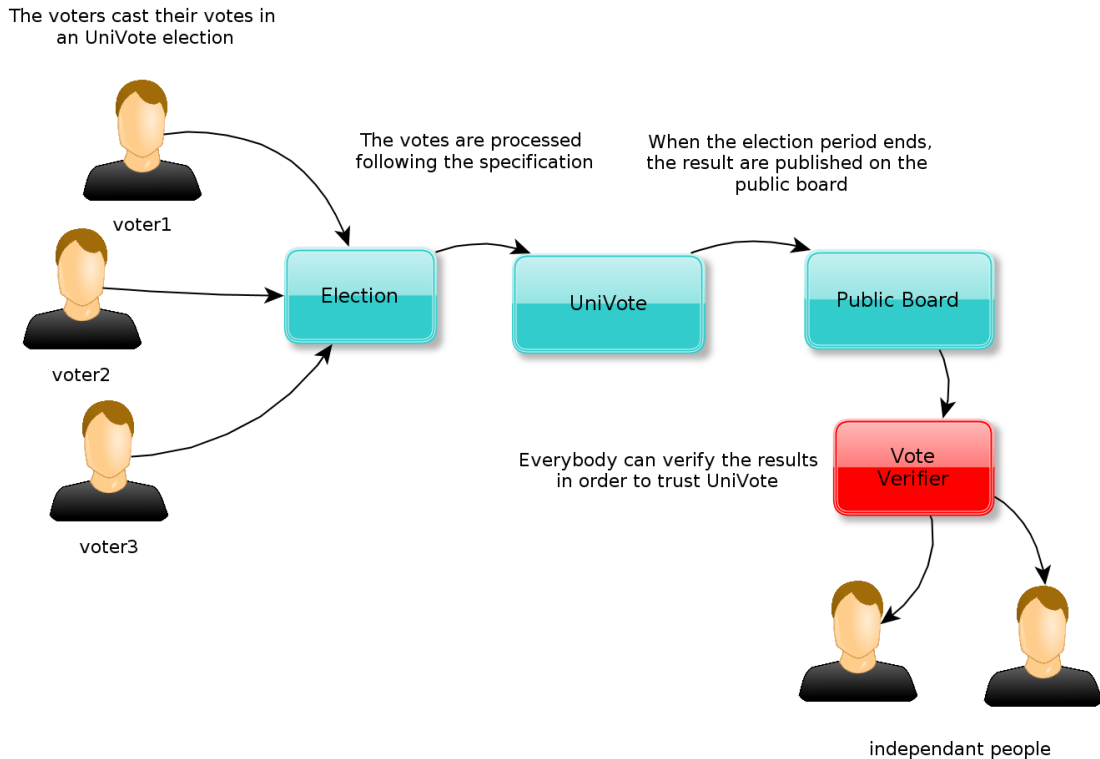 The voters cast their votes in
an UniVote election
voter1
voter2
voter3
The votes are processed
following the specification
When the election period ends,
the result are published on the
public board
Election
UniVote
Public Board
Everybody can verify the results
in order to trust UniVote
Vote
Verifier
independant people